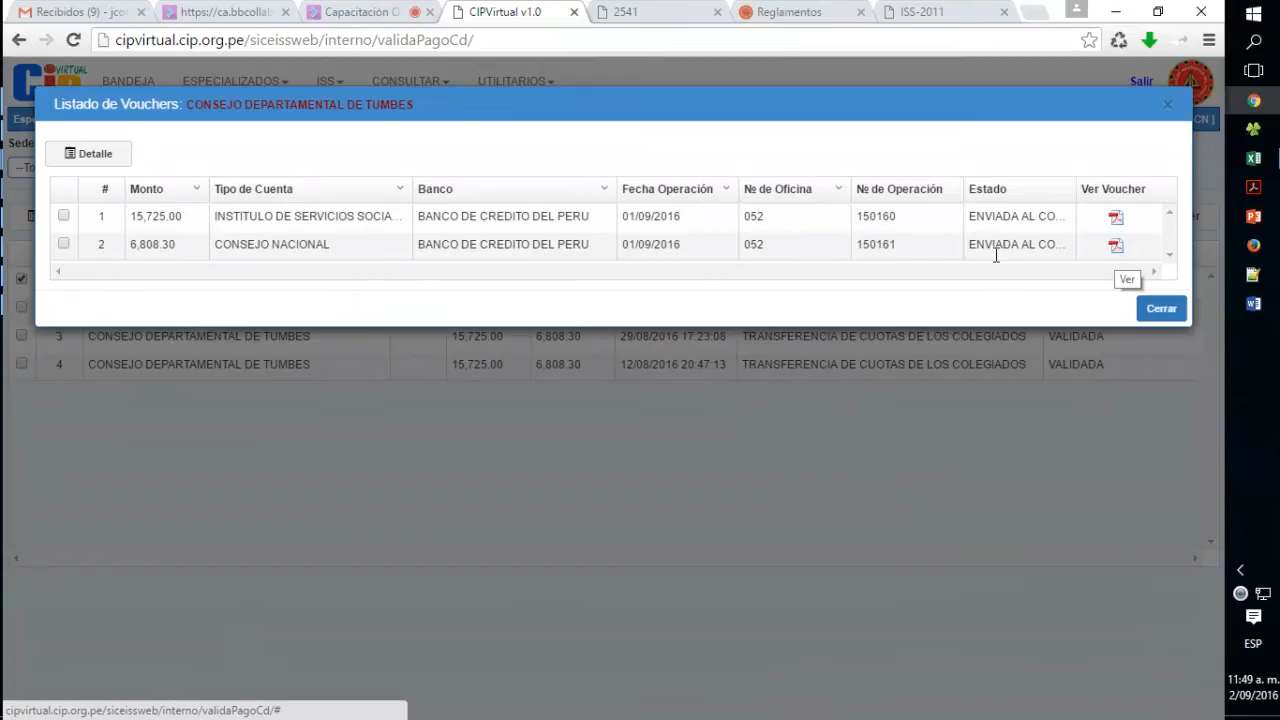 Recibidos (9) - jcot
https://ca.bbcollab
Capacitación O
CIPVirtual v1.0
2541
Reglamentos
ISS-2011
cipvirtual.cip.org.pe/siceissweb/interno/validaPagoCd/
VIRTUAL
BANDEJA
ESPECIALIZADOS
ISS
CONSULTAR
UTILITARIOS
Salir
Listado de Vouchers: CONSEJO DEPARTAMENTAL DE TUMBES
×
Esp
CN ]
Sede
--To
Detalle
# Monto Tipo de Cuenta Banco Fecha Operación № de Oficina № de Operación Estado Ver Voucher
1 15,725.00 INSTITULO DE SERVICIOS SOCIA... BANCO DE CREDITO DEL PERU 01/09/2016 052 150160 ENVIADA AL CO...
2 6,808.30 CONSEJO NACIONAL BANCO DE CREDITO DEL PERU 01/09/2016 052 150161 ENVIADA AL CO...
Ver
Cerrar
3 CONSEJO DEPARTAMENTAL DE TUMBES 15,725.00 6,808.30 29/08/2016 17:23:08 TRANSFERENCIA DE CUOTAS DE LOS COLEGIADOS VALIDADA
4 CONSEJO DEPARTAMENTAL DE TUMBES 15,725.00 6,808.30 12/08/2016 20:47:13 TRANSFERENCIA DE CUOTAS DE LOS COLEGIADOS VALIDADA
ESP
11:49 a. m.
2/09/2016
cipvirtual.cip.org.pe/siceissweb/interno/validaPagoCd/#